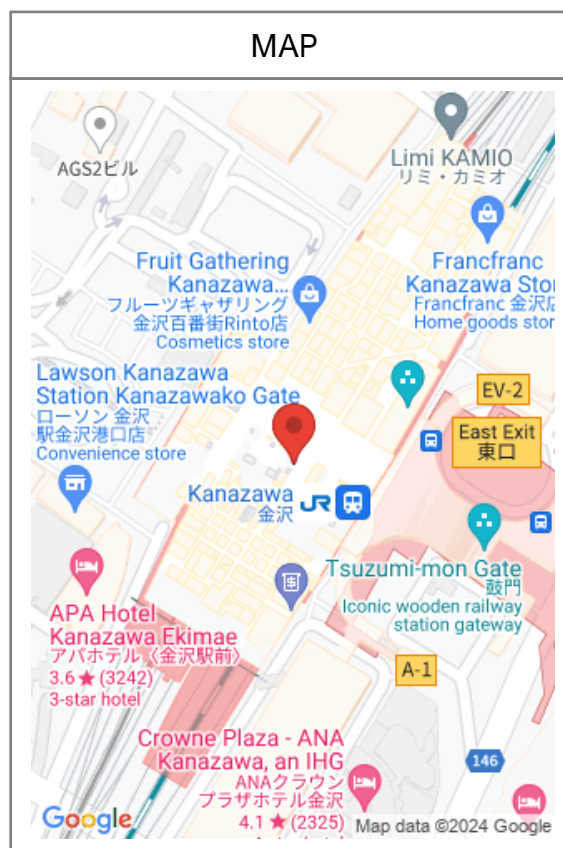 MAP
AGS2ビル
Limi KAMIO
リミ・カミオ
Fruit Gathering
Kanazawa...
フルーツギャザリング
金沢百番街Rinto店
Cosmetics store
Francfranc
Kanazawa Stor
Francfranc 金沢店
Home goods stor
Lawson Kanazawa
Station Kanazawako Gate
ローソン 金沢
駅金沢港口店
Convenience store
EV-2
East Exit
東口
Kanazawa
金沢
JR
Tsuzumi-mon Gate
鼓門
Iconic wooden railway
station gateway
APA Hotel
Kanazawa Ekimae
アパホテル〈金沢駅前〉
3.6 ★ (3242)
3-star hotel
A-1
146
Crowne Plaza - ANA
Kanazawa, an IHG
ANAクラウン
プラザホテル金沢
4.1 ★ (2325)
Google
Map data ©2024 Google